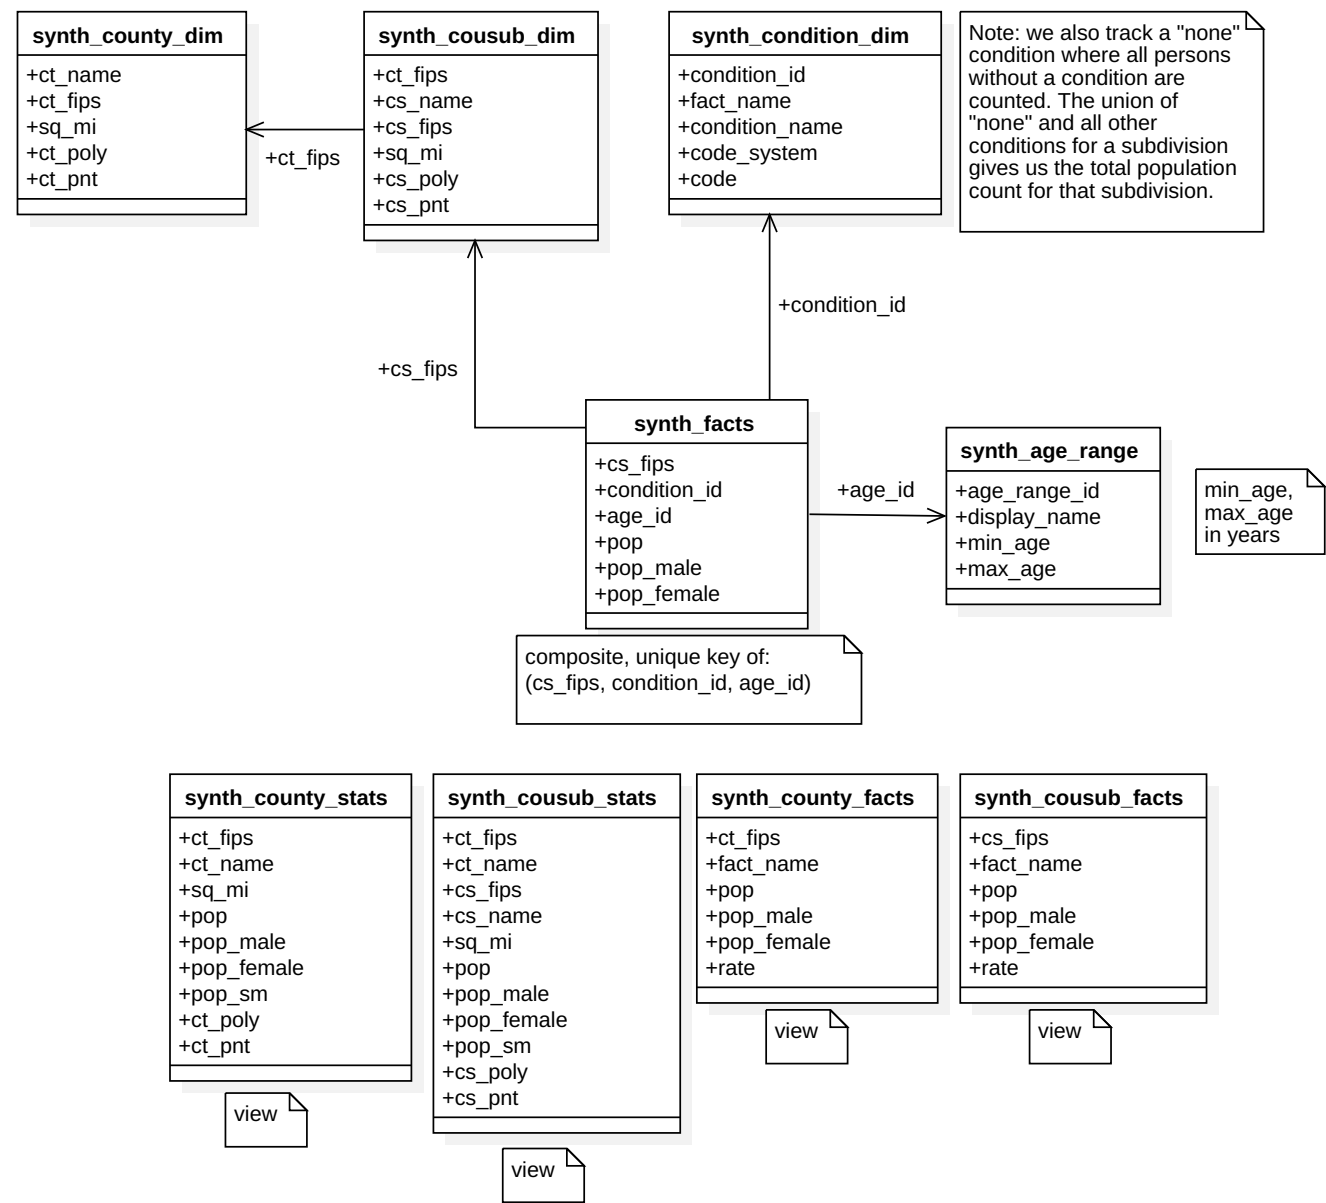 synth_county_dim
+ct_name
+ct_fips
+sq_mi
+ct_poly
+ct_pnt
+ct_fips
synth_cousub_dim
+ct_fips
+cs_name
+cs_fips
+sq_mi
+cs_poly
+cs_pnt
synth_condition_dim
+condition_id
+fact_name
+condition_name
+code_system
+code
Note: we also track a "none"
condition where all persons
without a condition are
counted. The union of
"none" and all other
conditions for a subdivision
gives us the total population
count for that subdivision.
+condition_id
+cs_fips
synth_facts
+cs_fips
+condition_id
+age_id
+pop
+pop_male
+pop_female
+age_id
synth_age_range
+age_range_id
+display_name
+min_age
+max_age
min_age,
max_age
in years
composite, unique key of:
(cs_fips, condition_id, age_id)
synth_county_stats
+ct_fips
+ct_name
+sq_mi
+pop
+pop_male
+pop_female
+pop_sm
+ct_poly
+ct_pnt
view
synth_cousub_stats
+ct_fips
+ct_name
+cs_fips
+cs_name
+sq_mi
+pop
+pop_male
+pop_female
+pop_sm
+cs_poly
+cs_pnt
view
synth_county_facts
+ct_fips
+fact_name
+pop
+pop_male
+pop_female
+rate
view
synth_cousub_facts
+cs_fips
+fact_name
+pop
+pop_male
+pop_female
+rate
view